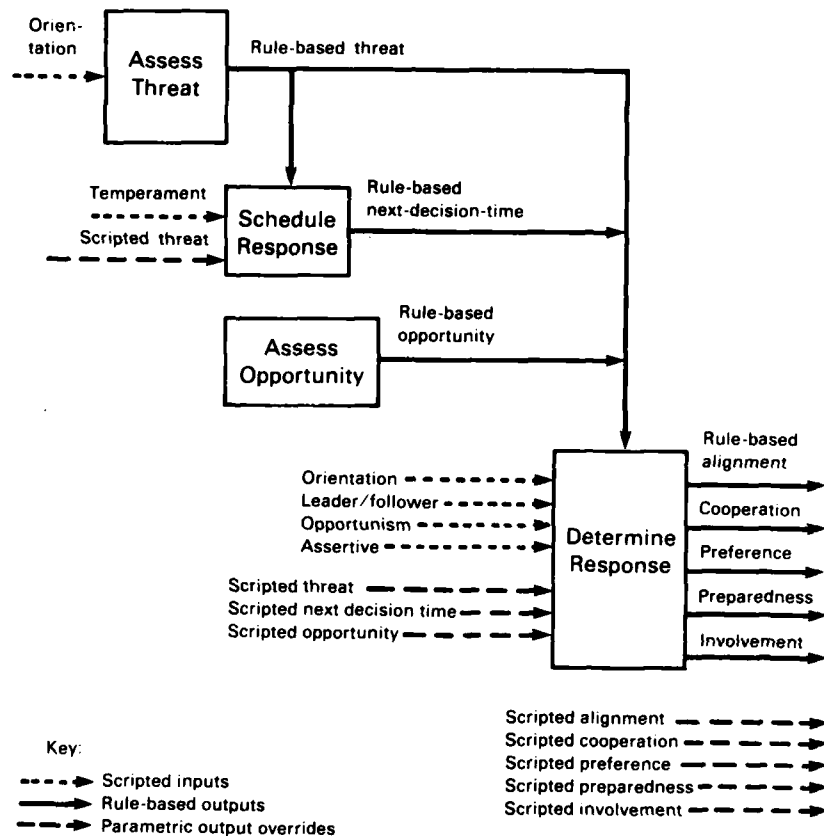 Orien-
tation
Assess
Threat
Rule-based threat
Temperament
Scripted threat
Schedule
Response
Rule-based
next-decision-time
Assess
Opportunity
Rule-based
opportunity
Orientation
Leader/follower
Opportunism
Assertive
Scripted threat
Scripted next decision time
Scripted opportunity
Determine
Response
Rule-based
alignment
Cooperation
Preference
Preparedness
Involvement
Scripted alignment
Scripted cooperation
Scripted preference
Scripted preparedness
Scripted involvement
Key:
Scripted inputs
Rule-based outputs
Parametric output overrides